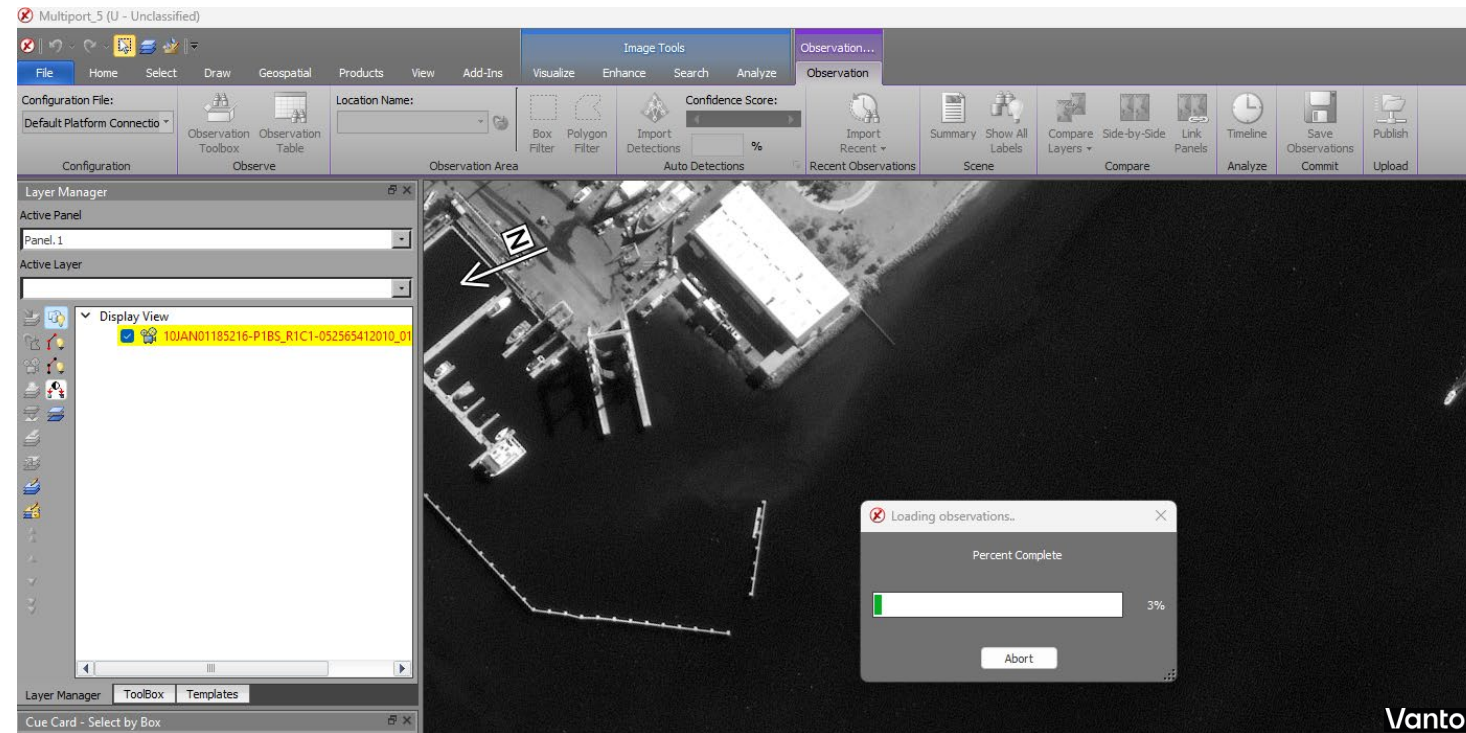 Multiport_5 (U - Unclassified)
Image Tools
Observation...
File Home Select Draw Geospatial Products View Add-Ins Visualize Enhance Search Analyze Observation
Configuration File:
Default Platform Connectio
Configuration
Observation Toolbox
Observation Table
Observe
Location Name:
Observation Area
Box Filter
Polygon Filter
Import Detections
Confidence Score:
%
Auto Detections
Import Recent
Recent Observations
Summary
Show All Labels
Scene
Compare Layers
Side-by-Side
Link Panels
Compare
Timeline
Analyze
Save Observations
Commit
Publish
Upload
Layer Manager
Active Panel
Panel.1
Active Layer
Display View
10JAN01185216-P1BS_R1C1-052565412010_01
Layer Manager ToolBox Templates
Cue Card - Select by Box
N
Loading observations..
Percent Complete
3%
Abort
Vanto